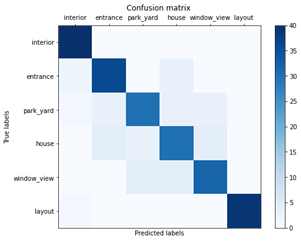 Confusion matrix
interior entrance park_yard house window_view layout
interior
entrance
park_yard
house
window_view
layout
True labels
Predicted labels
40
35
30
25
20
15
10
5
0